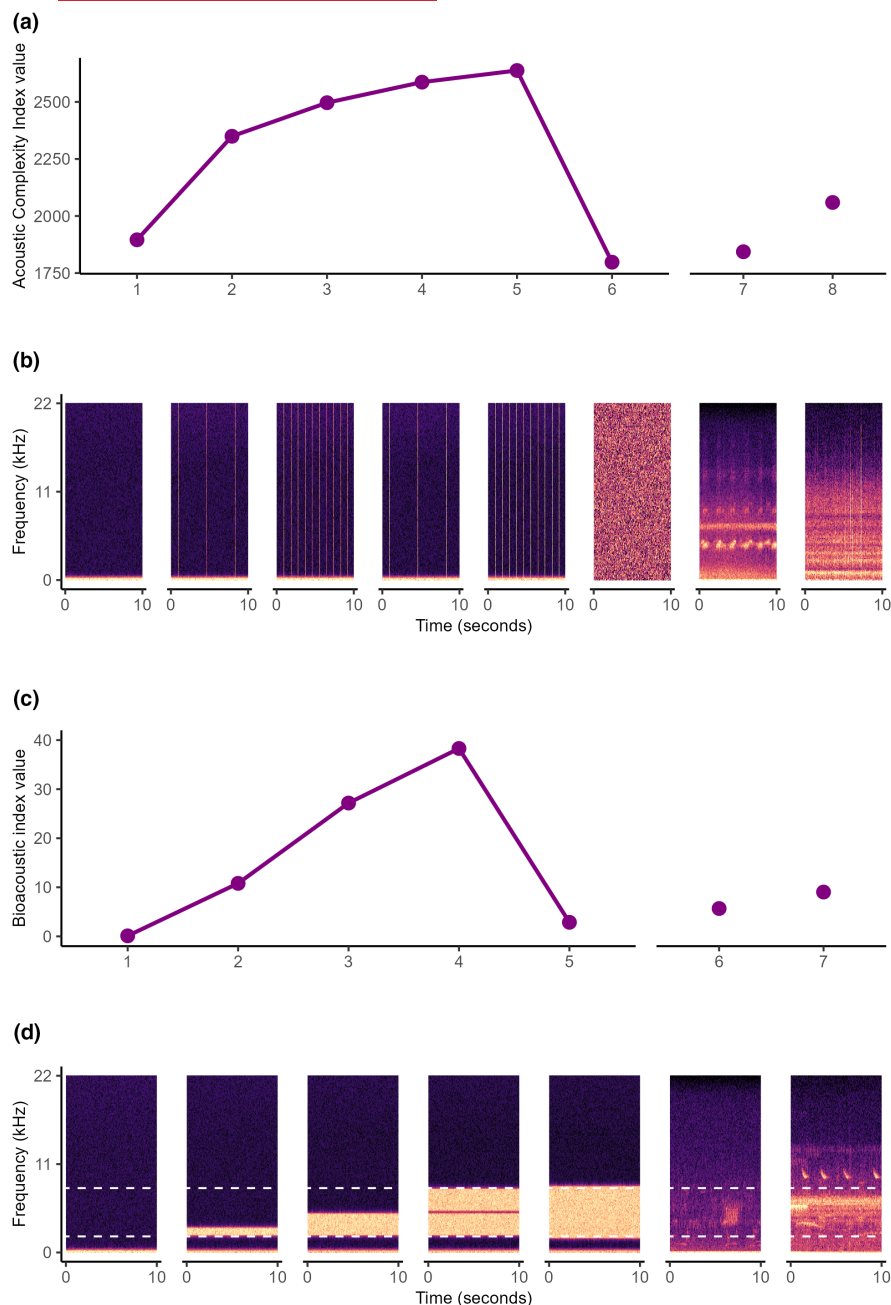 (a)
Acoustic Complexity Index value
2500
2250
2000
1750
1 2 3 4 5 6 7 8
(b)
Frequency (kHz)
22
11
0
0 10 0 10 0 10 0 10 0 10 0 10 0 10 0 10
Time (seconds)
(c)
Bioacoustic index value
40
30
20
10
0
1 2 3 4 5 6 7
(d)
Frequency (kHz)
22
11
0
0 10 0 10 0 10 0 10 0 10 0 10 0 10
Time (seconds)